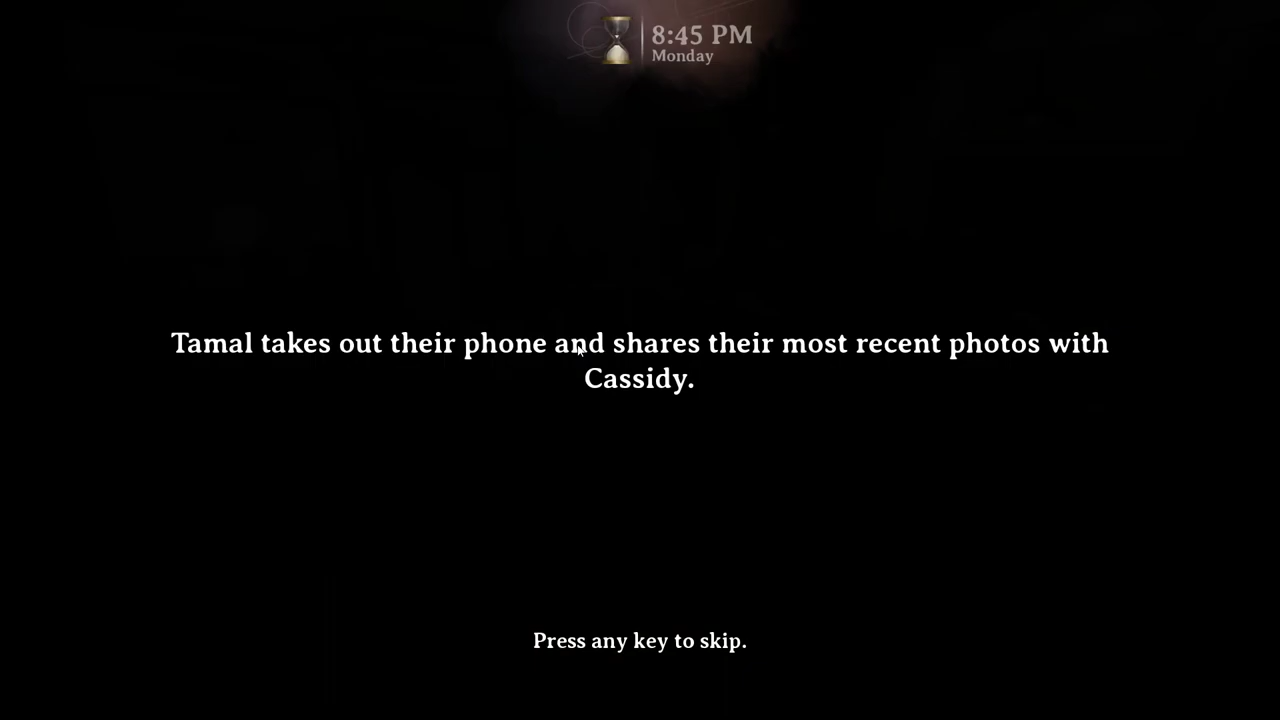 8:45 PM
Monday
Tamal takes out their phone and shares their most recent photos with
Cassidy.
Press any key to skip.